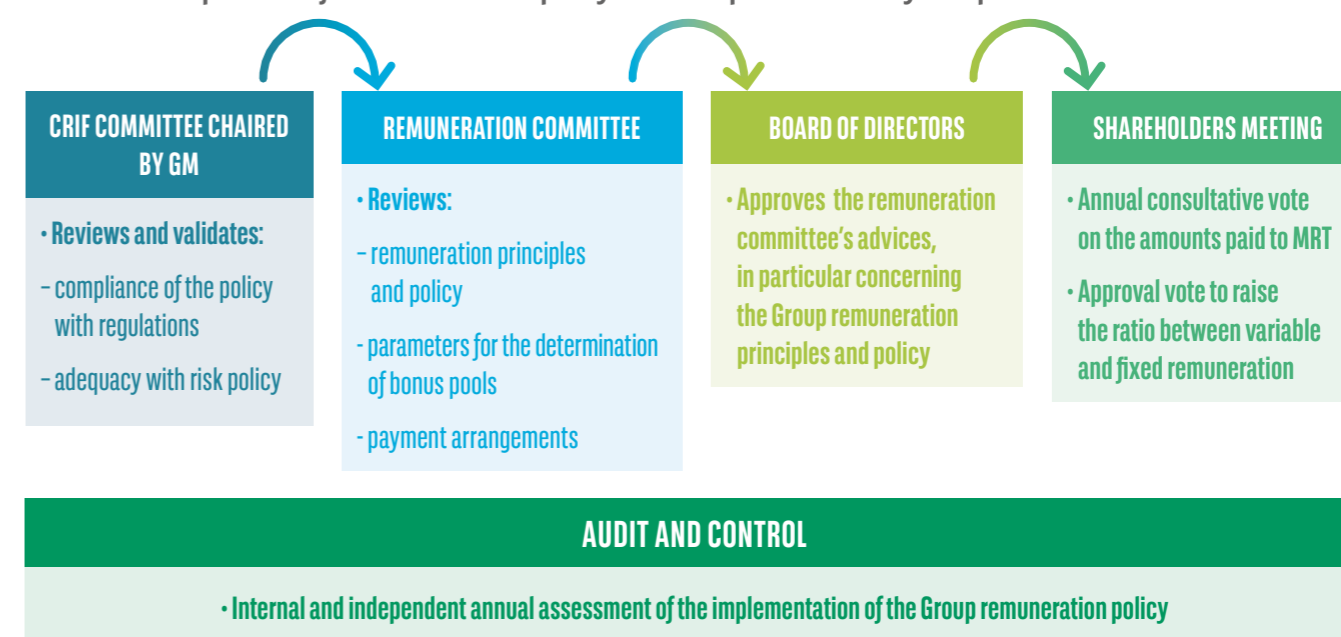 CRIF COMMITTEE CHAIRED
BY GM
• Reviews and validates:
– compliance of the policy
with regulations
– adequacy with risk policy
REMUNERATION COMMITTEE
• Reviews:
– remuneration principles
and policy
- parameters for the determination
of bonus pools
- payment arrangements
BOARD OF DIRECTORS
• Approves the remuneration
committee's advices,
in particular concerning
the Group remuneration
principles and policy
SHAREHOLDERS MEETING
• Annual consultative vote
on the amounts paid to MRT
• Approval vote to raise
the ratio between variable
and fixed remuneration
AUDIT AND CONTROL
• Internal and independent annual assessment of the implementation of the Group remuneration policy